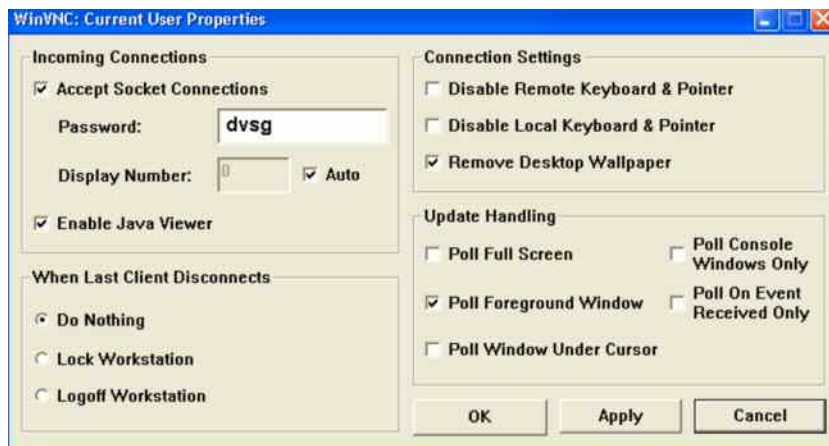 WinVNC: Current User Properties
Incoming Connections
Accept Socket Connections
Password: dvsg
Display Number: 0 Auto
Enable Java Viewer
When Last Client Disconnects
Do Nothing
Lock Workstation
Logoff Workstation
Connection Settings
Disable Remote Keyboard & Pointer
Disable Local Keyboard & Pointer
Remove Desktop Wallpaper
Update Handling
Poll Full Screen
Poll Console
Windows Only
Poll Foreground Window
Poll On Event
Received Only
Poll Window Under Cursor
OK Apply Cancel